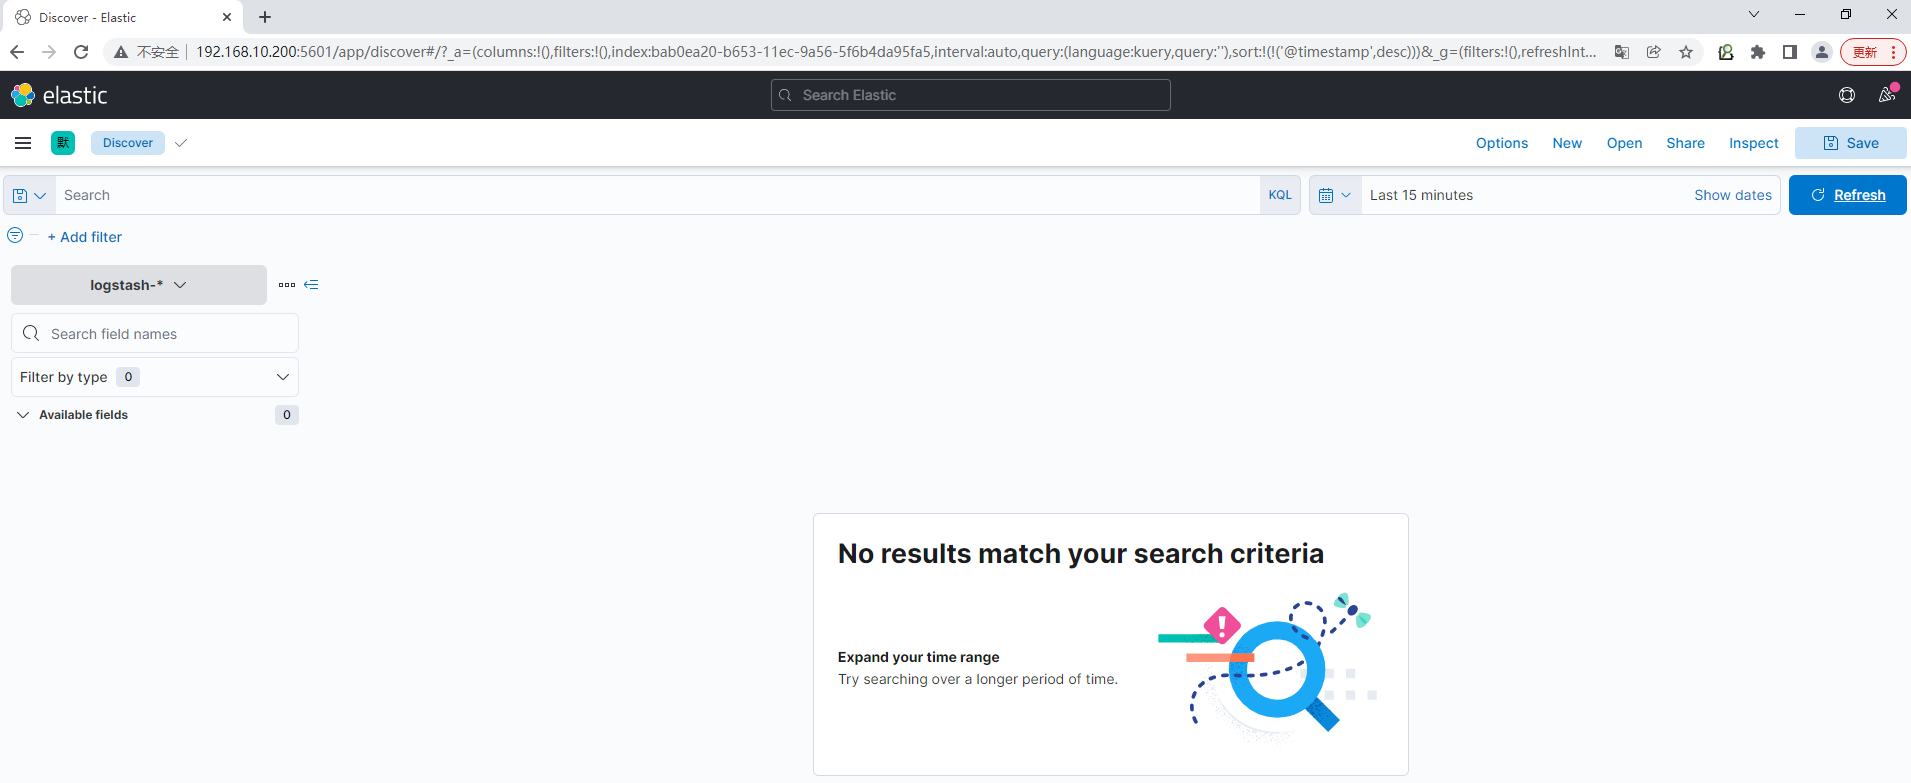 Discover - Elastic
不安全 192.168.10.200:5601/app/discover#/?_a=(columns:!(),filters:!(),index:bab0ea20-b653-11ec-9a56-5f6b4da95fa5,interval:auto,query:(language:kuery,query:''),sort:!(!('@timestamp',desc)))&_g=(filters:!(),refreshInt... 更新
elastic Search Elastic
默 Discover Options New Open Share Inspect Save
Search KQL Last 15 minutes Show dates Refresh
+ Add filter
logstash-*
Search field names
Filter by type 0
Available fields 0
No results match your search criteria
Expand your time range
Try searching over a longer period of time.